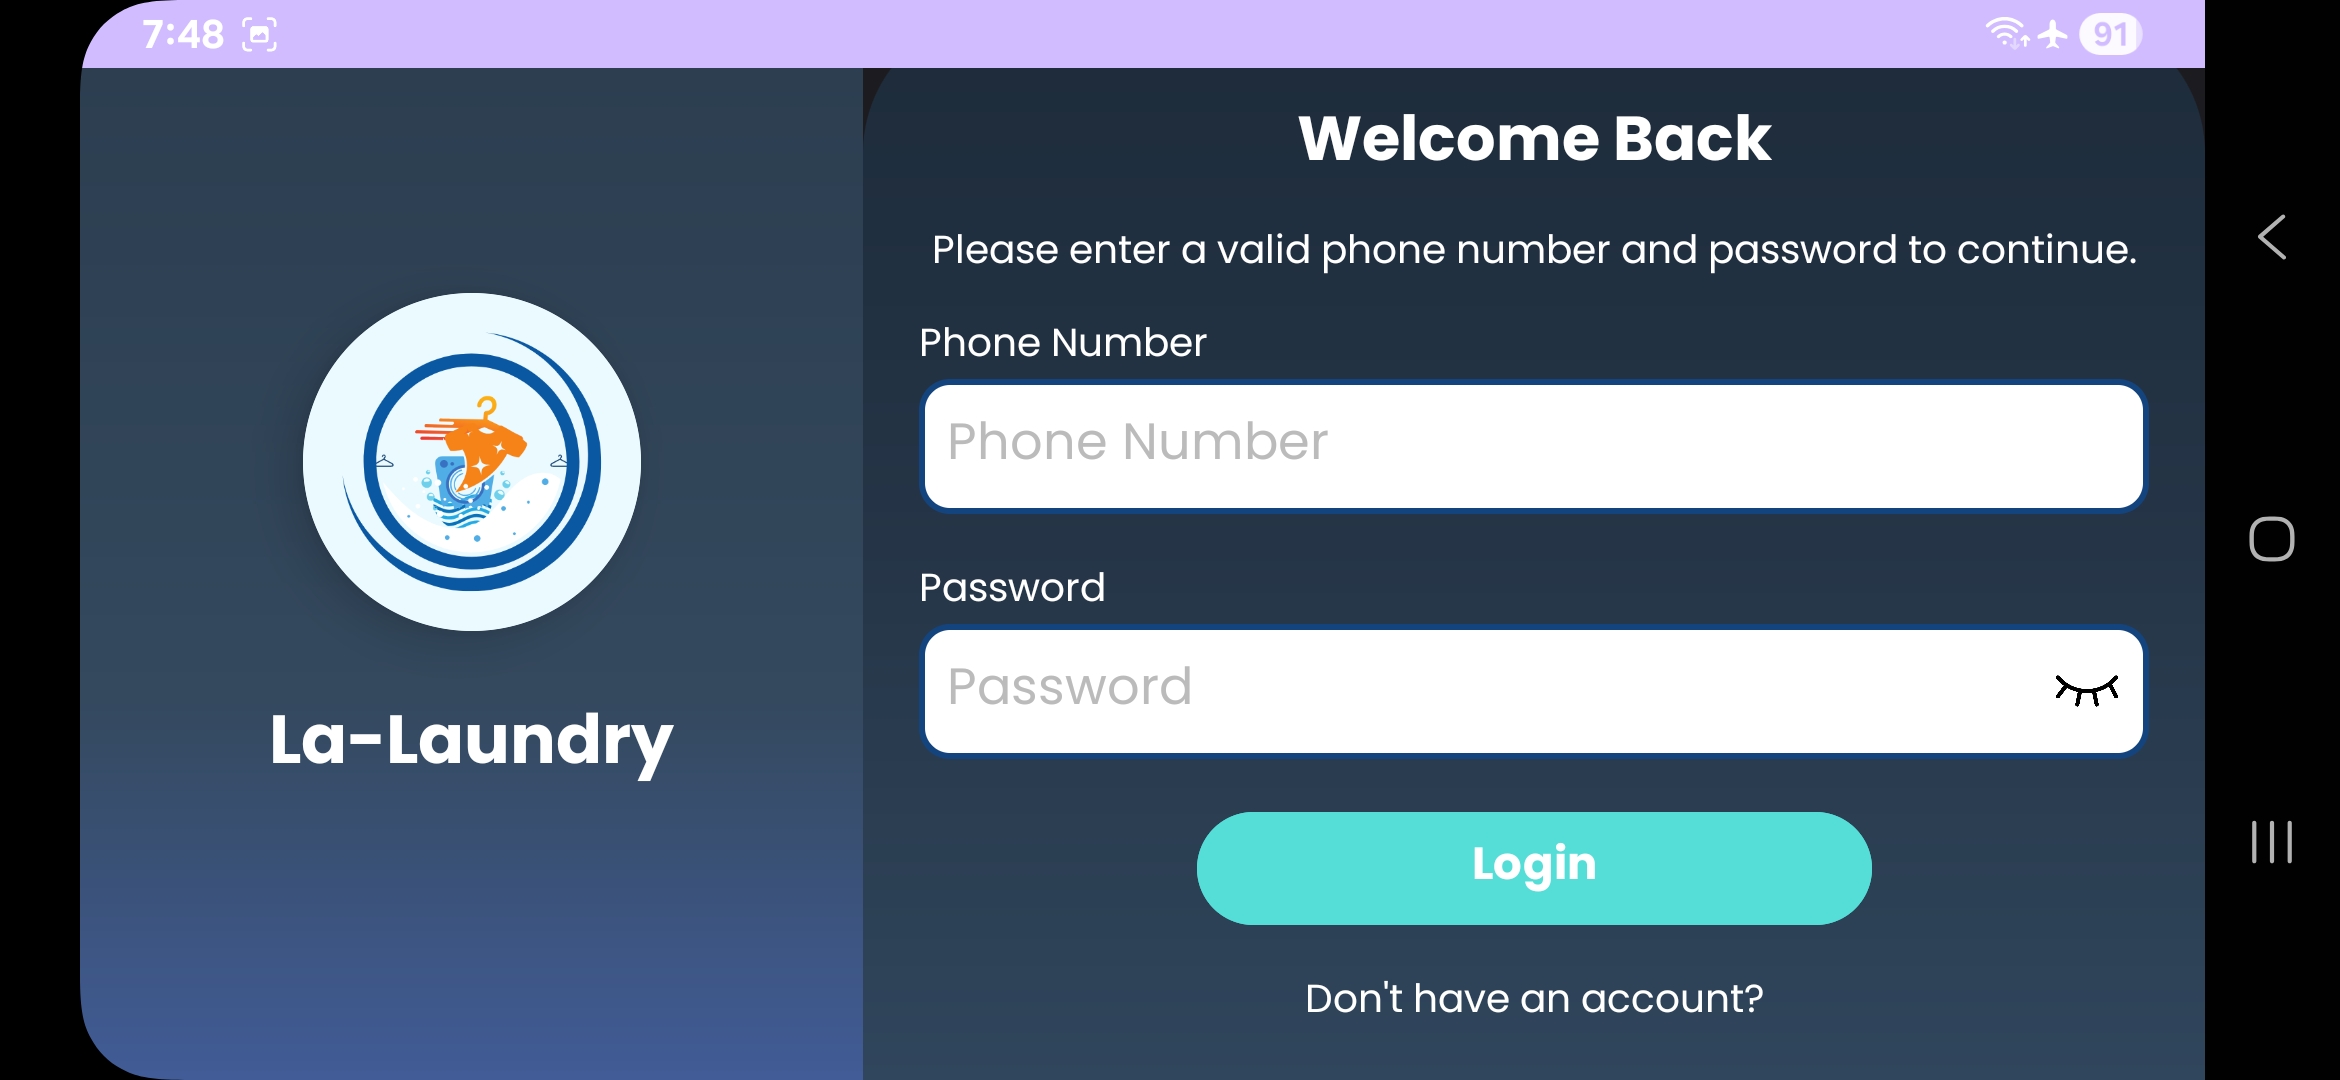 7:48
91
La-Laundry
Welcome Back
Please enter a valid phone number and password to continue.
Phone Number
Phone Number
Password
Password
Login
Don't have an account?